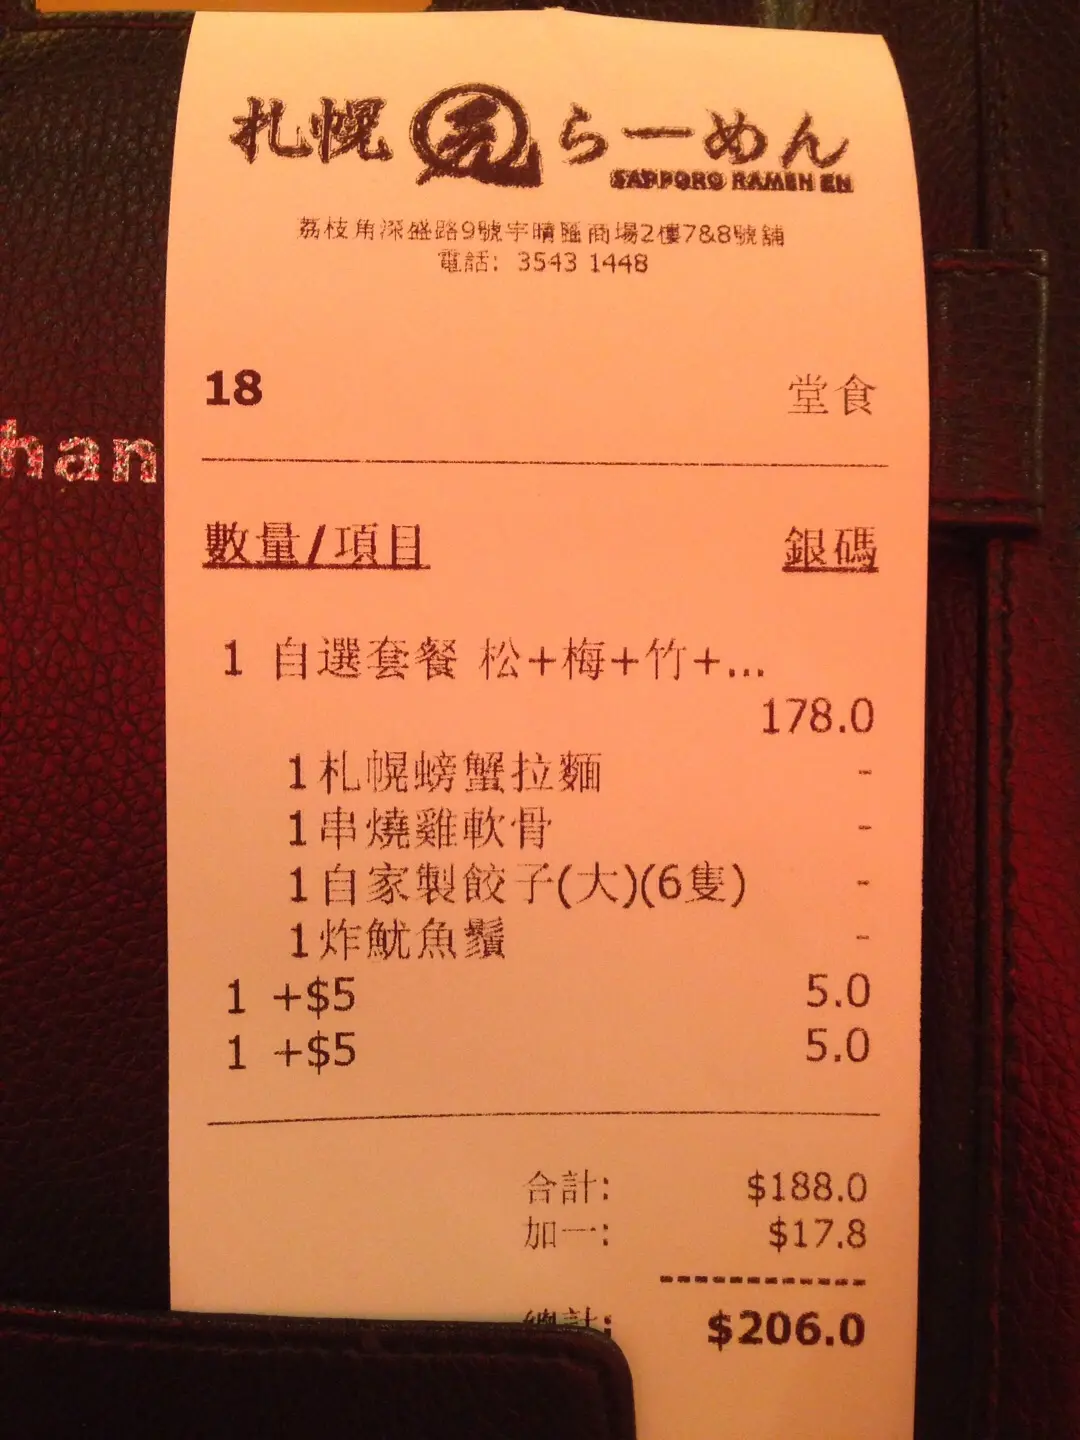 札幌 円 らーめん
SAPPORO RAMEN EN
荔枝角深盛路9號宇晴匯商場2樓7&8號舖
電話: 3543 1448
18 堂食
han
數量/項目 銀碼
1 自選套餐 松+梅+竹+...
178.0
1 札幌螃蟹拉麵 -
1 串燒雞軟骨 -
1 自家製餃子(大)(6隻) -
1 炸魷魚鬚 -
1 +$5 5.0
1 +$5 5.0
合計: $188.0
加一: $17.8
總計: $206.0